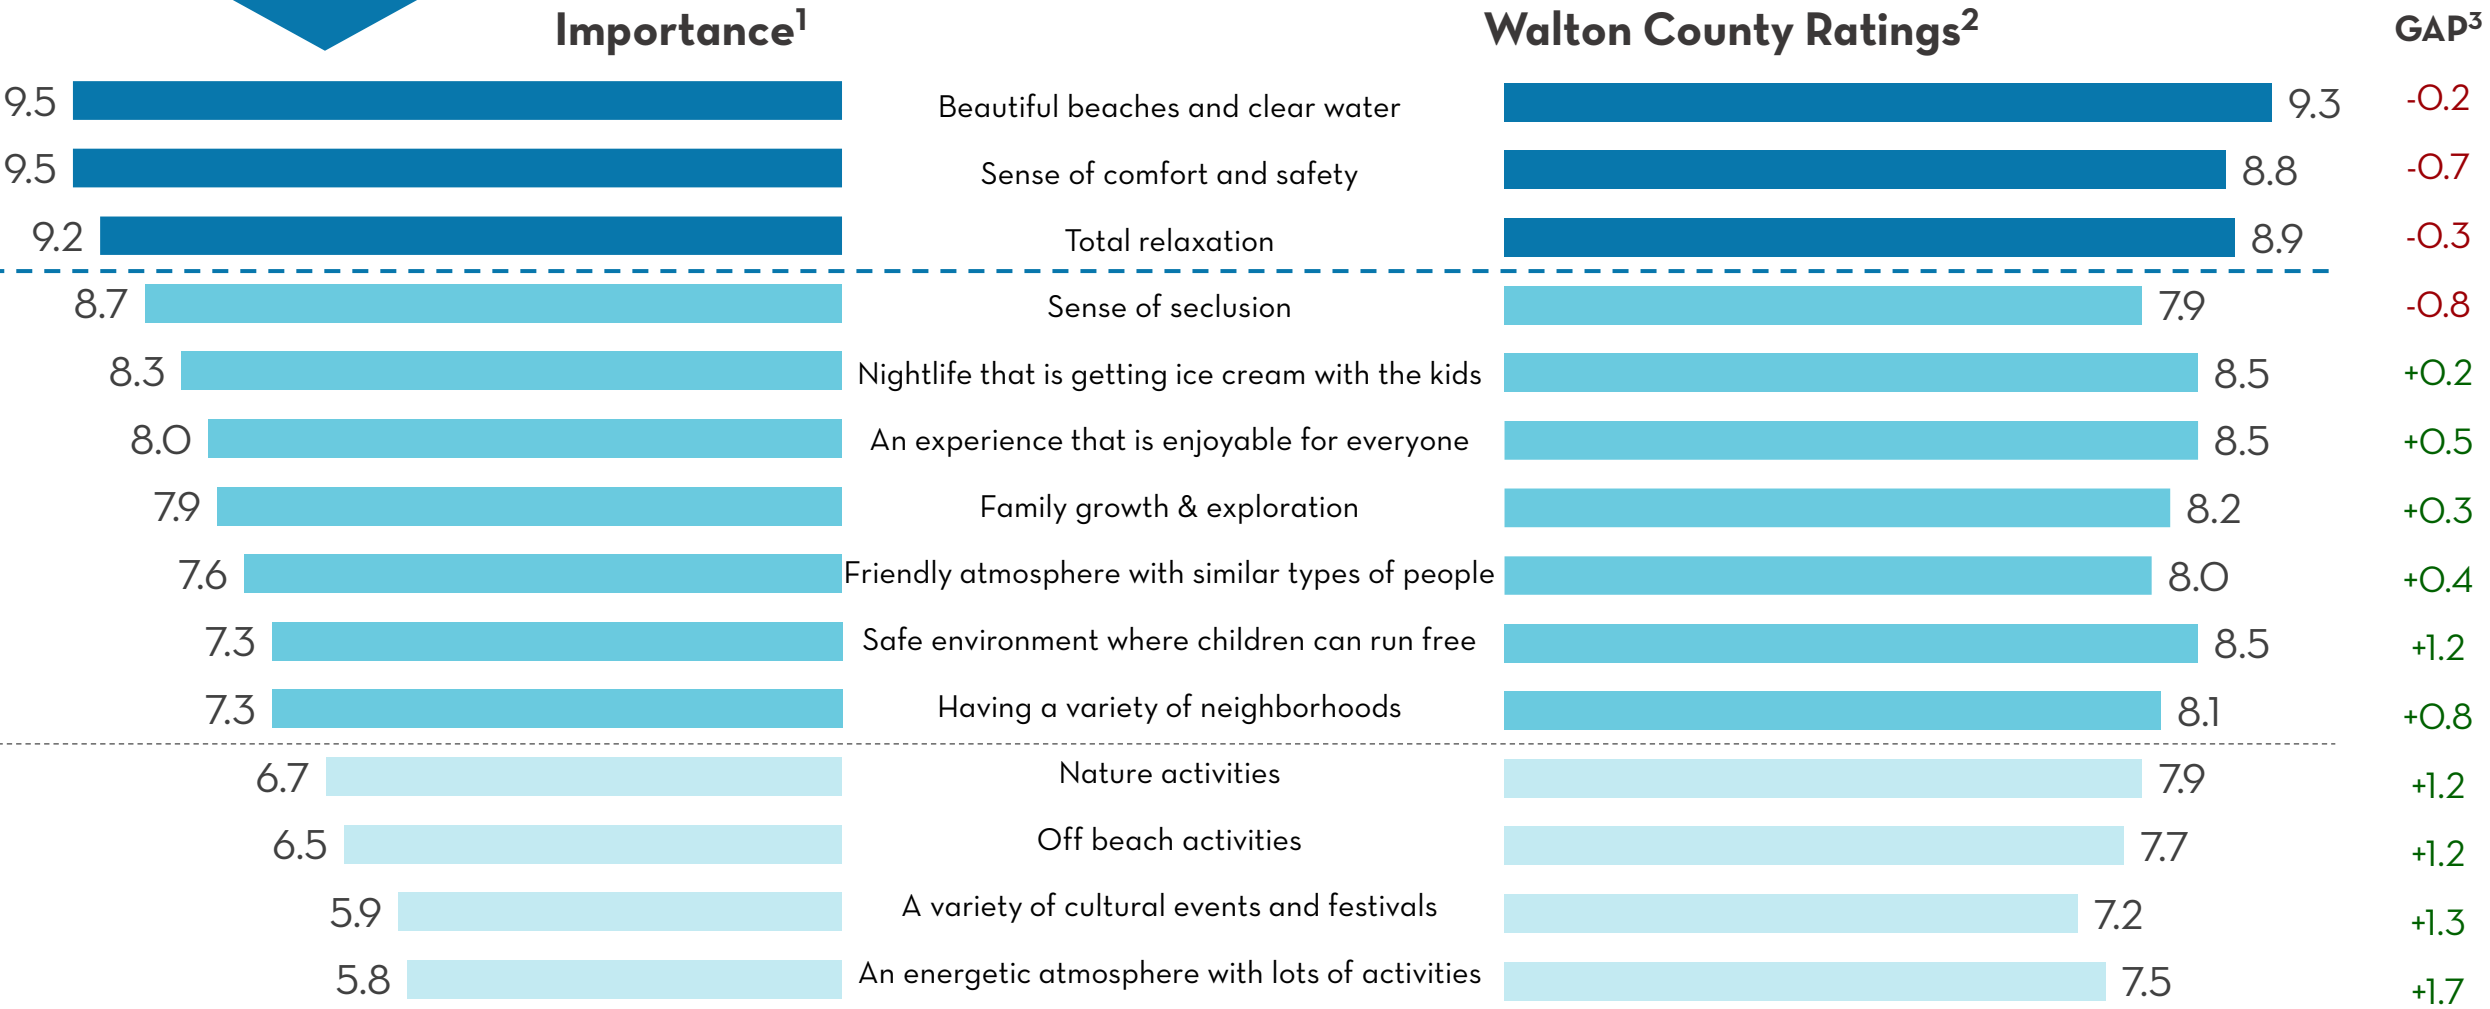 Importance¹ Walton County Ratings² GAP³
9.5 Beautiful beaches and clear water 9.3 -0.2
9.5 Sense of comfort and safety 8.8 -0.7
9.2 Total relaxation 8.9 -0.3
8.7 Sense of seclusion 7.9 -0.8
8.3 Nightlife that is getting ice cream with the kids 8.5 +0.2
8.0 An experience that is enjoyable for everyone 8.5 +0.5
7.9 Family growth & exploration 8.2 +0.3
7.6 Friendly atmosphere with similar types of people 8.0 +0.4
7.3 Safe environment where children can run free 8.5 +1.2
7.3 Having a variety of neighborhoods 8.1 +0.8
6.7 Nature activities 7.9 +1.2
6.5 Off beach activities 7.7 +1.2
5.9 A variety of cultural events and festivals 7.2 +1.3
5.8 An energetic atmosphere with lots of activities 7.5 +1.7